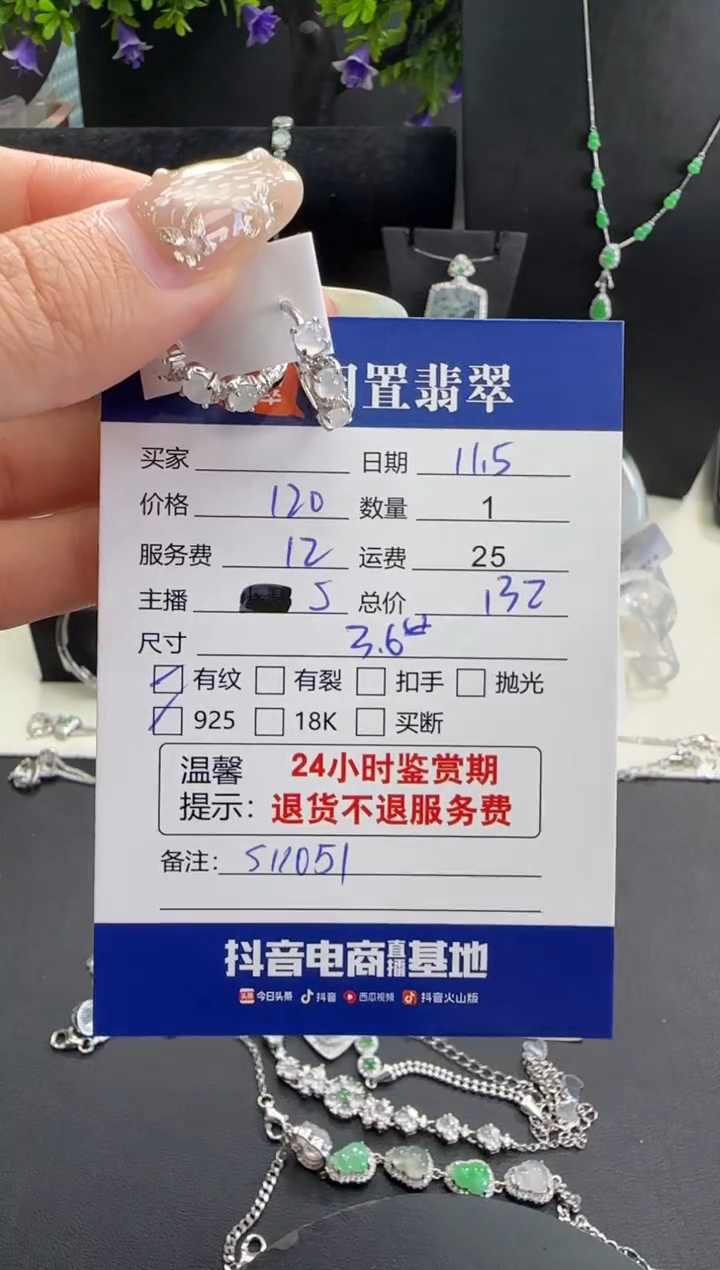 置翡翠
买家 日期 11.5
价格 120 数量 1
服务费 12 运费 25
主播 S 总价 132
尺寸 3.6
有纹 有裂 扣手 抛光
925 18K 买断
温馨 24小时鉴赏期
提示：退货不退服务费
备注：S11051
抖音电商直播基地
头条 今日头条 抖音 西瓜视频 抖音火山版